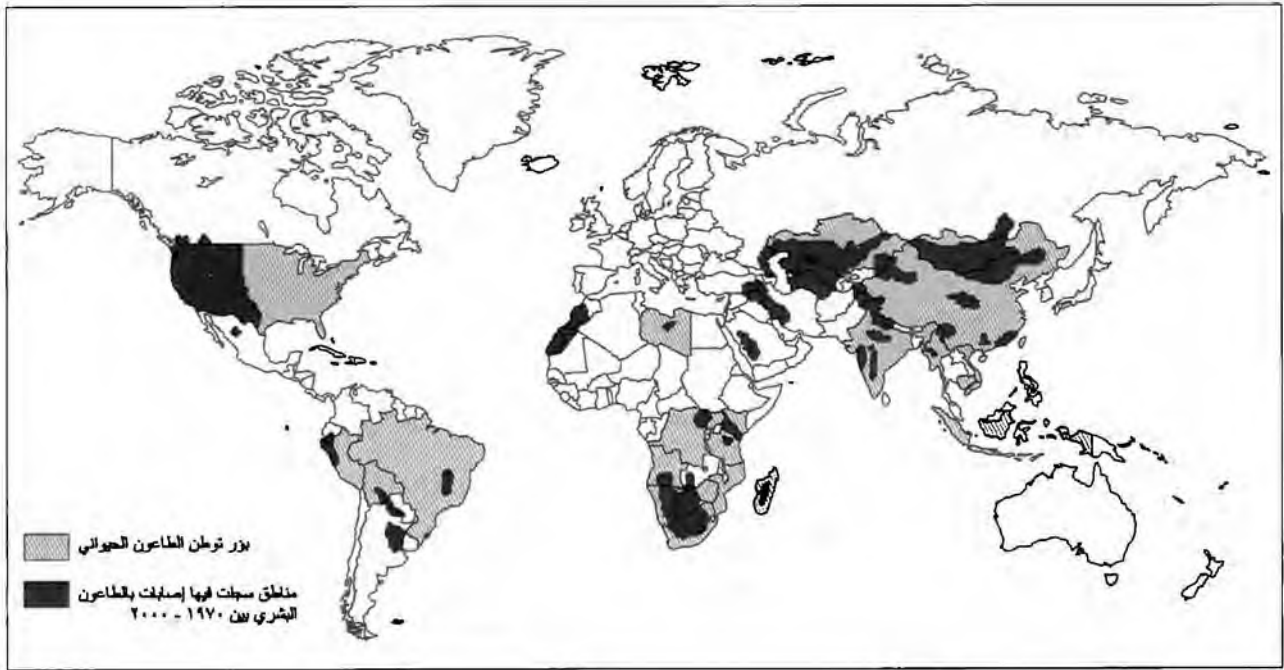 بؤر توطن الطاعون الحيواني
مناطق سجلت فيها إصابات بالطاعون
البشري بين ١٩٧٠ - ٢٠٠٠